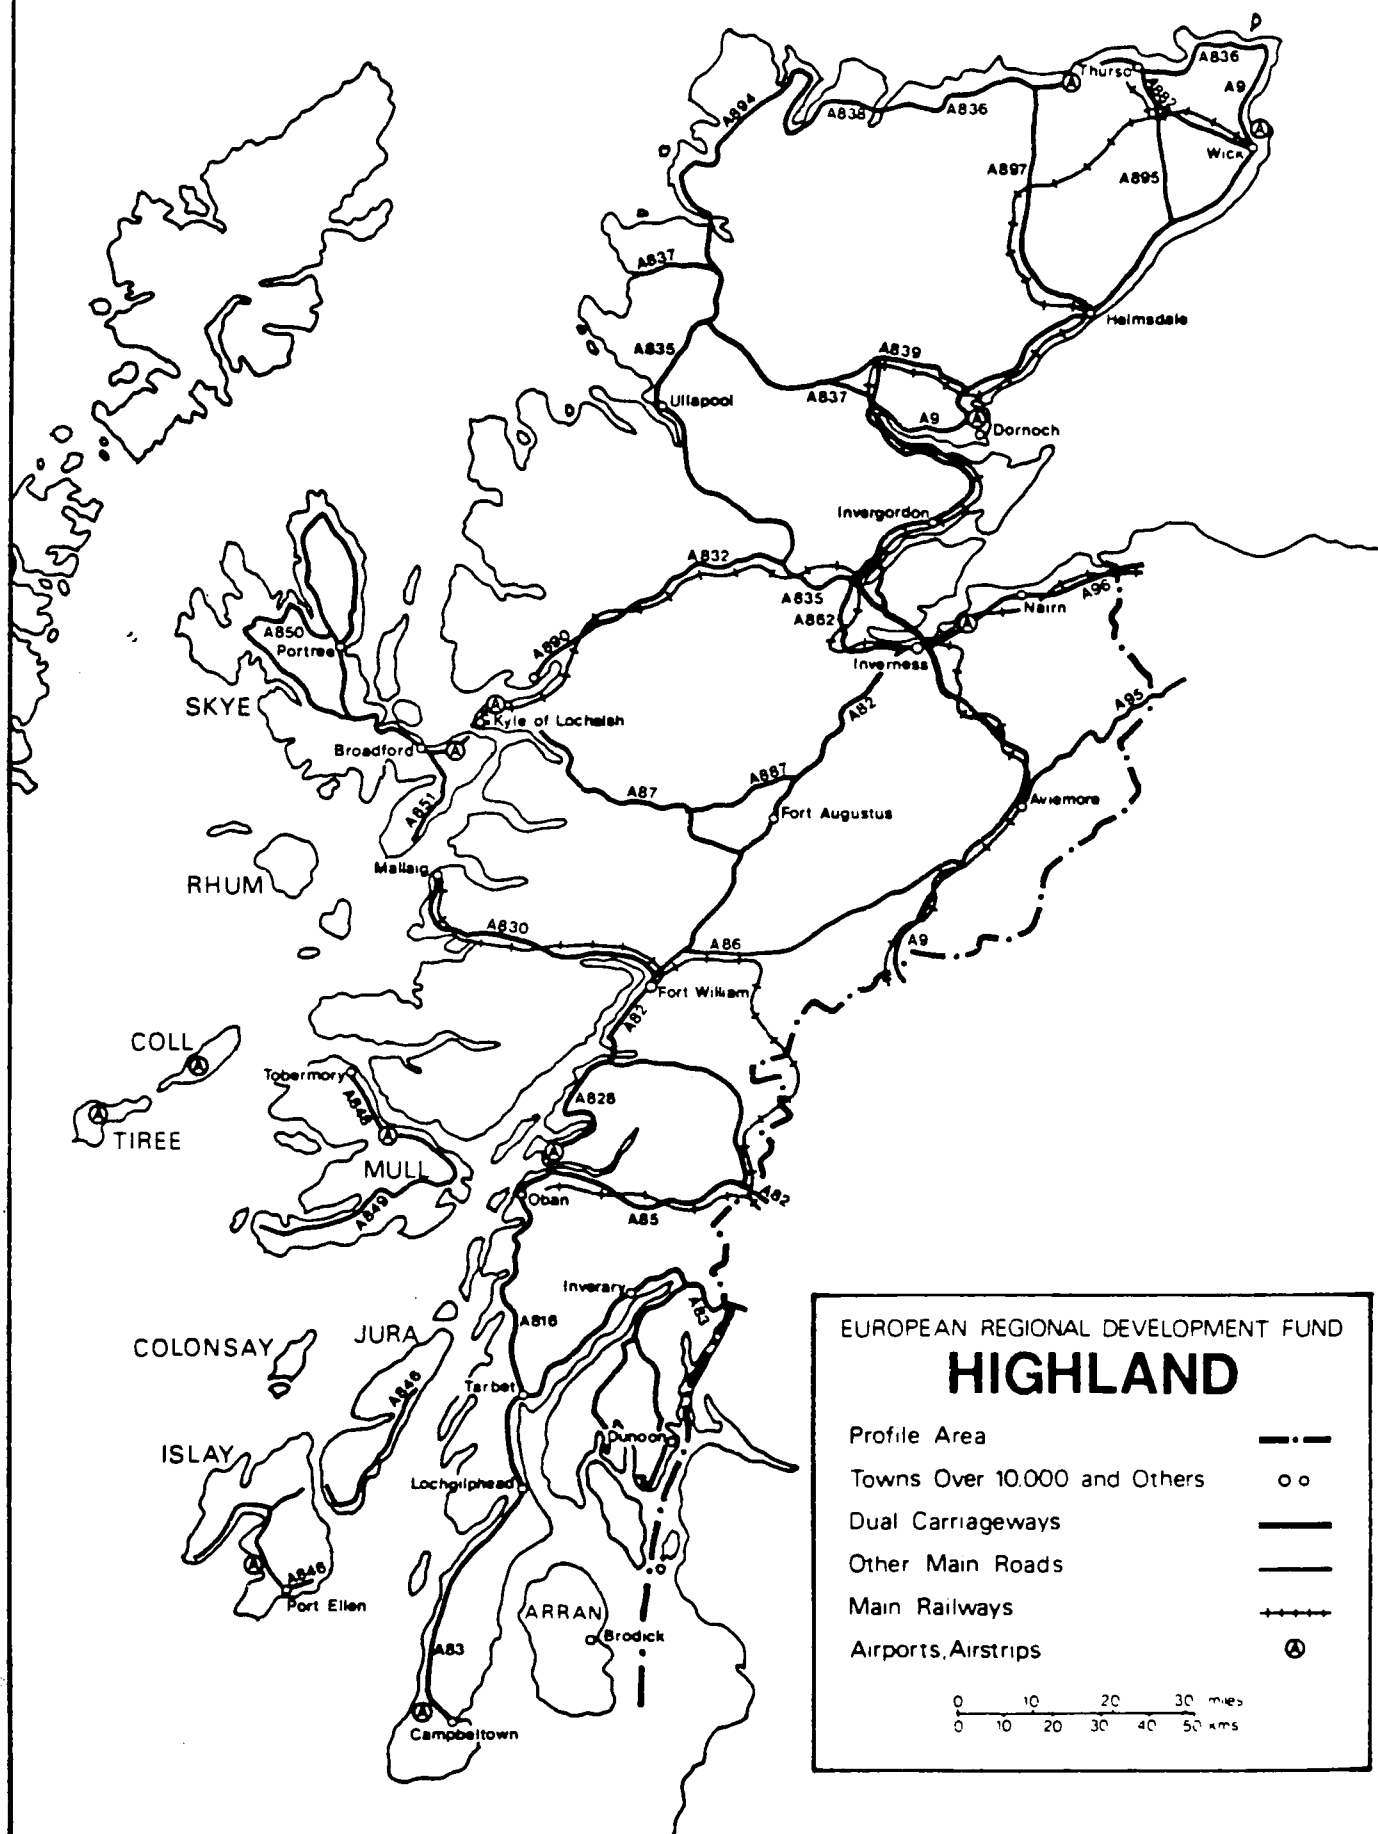 A836
Thurso
A9
A882
A894
A838
A836
Wick
A897
A895
A837
Helmsdale
A835
A839
A837
Ullapool
A9
Dornoch
Invergordon
A832
A835
A96
Nairn
A862
A850
Portree
A890
Inverness
SKYE
A95
Kyle of Lochalsh
A82
Broadford
A887
A87
Aviemore
A851
Fort Augustus
Mallaig
RHUM
A830
A86
A9
Fort William
A82
COLL
Tobermory
A848
A828
TIREE
MULL
A849
Oban
A82
A85
Inverary
A83
A816
JURA
COLONSAY
A846
Tarbet
Dunoon
ISLAY
Lochgilphead
A846
Port Ellen
ARRAN
Brodick
A83
Campbeltown
EUROPEAN REGIONAL DEVELOPMENT FUND
HIGHLAND
Profile Area
Towns Over 10.000 and Others
Dual Carriageways
Other Main Roads
Main Railways
Airports, Airstrips
A
0 10 20 30 miles
0 10 20 30 40 50 kms